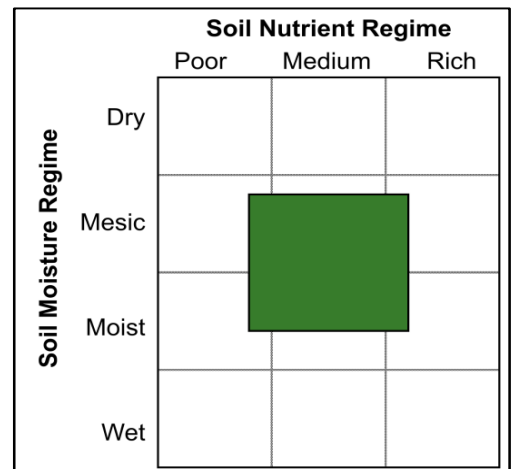 Soil Nutrient Regime
Poor Medium Rich
Soil Moisture Regime
Dry
Mesic
Moist
Wet